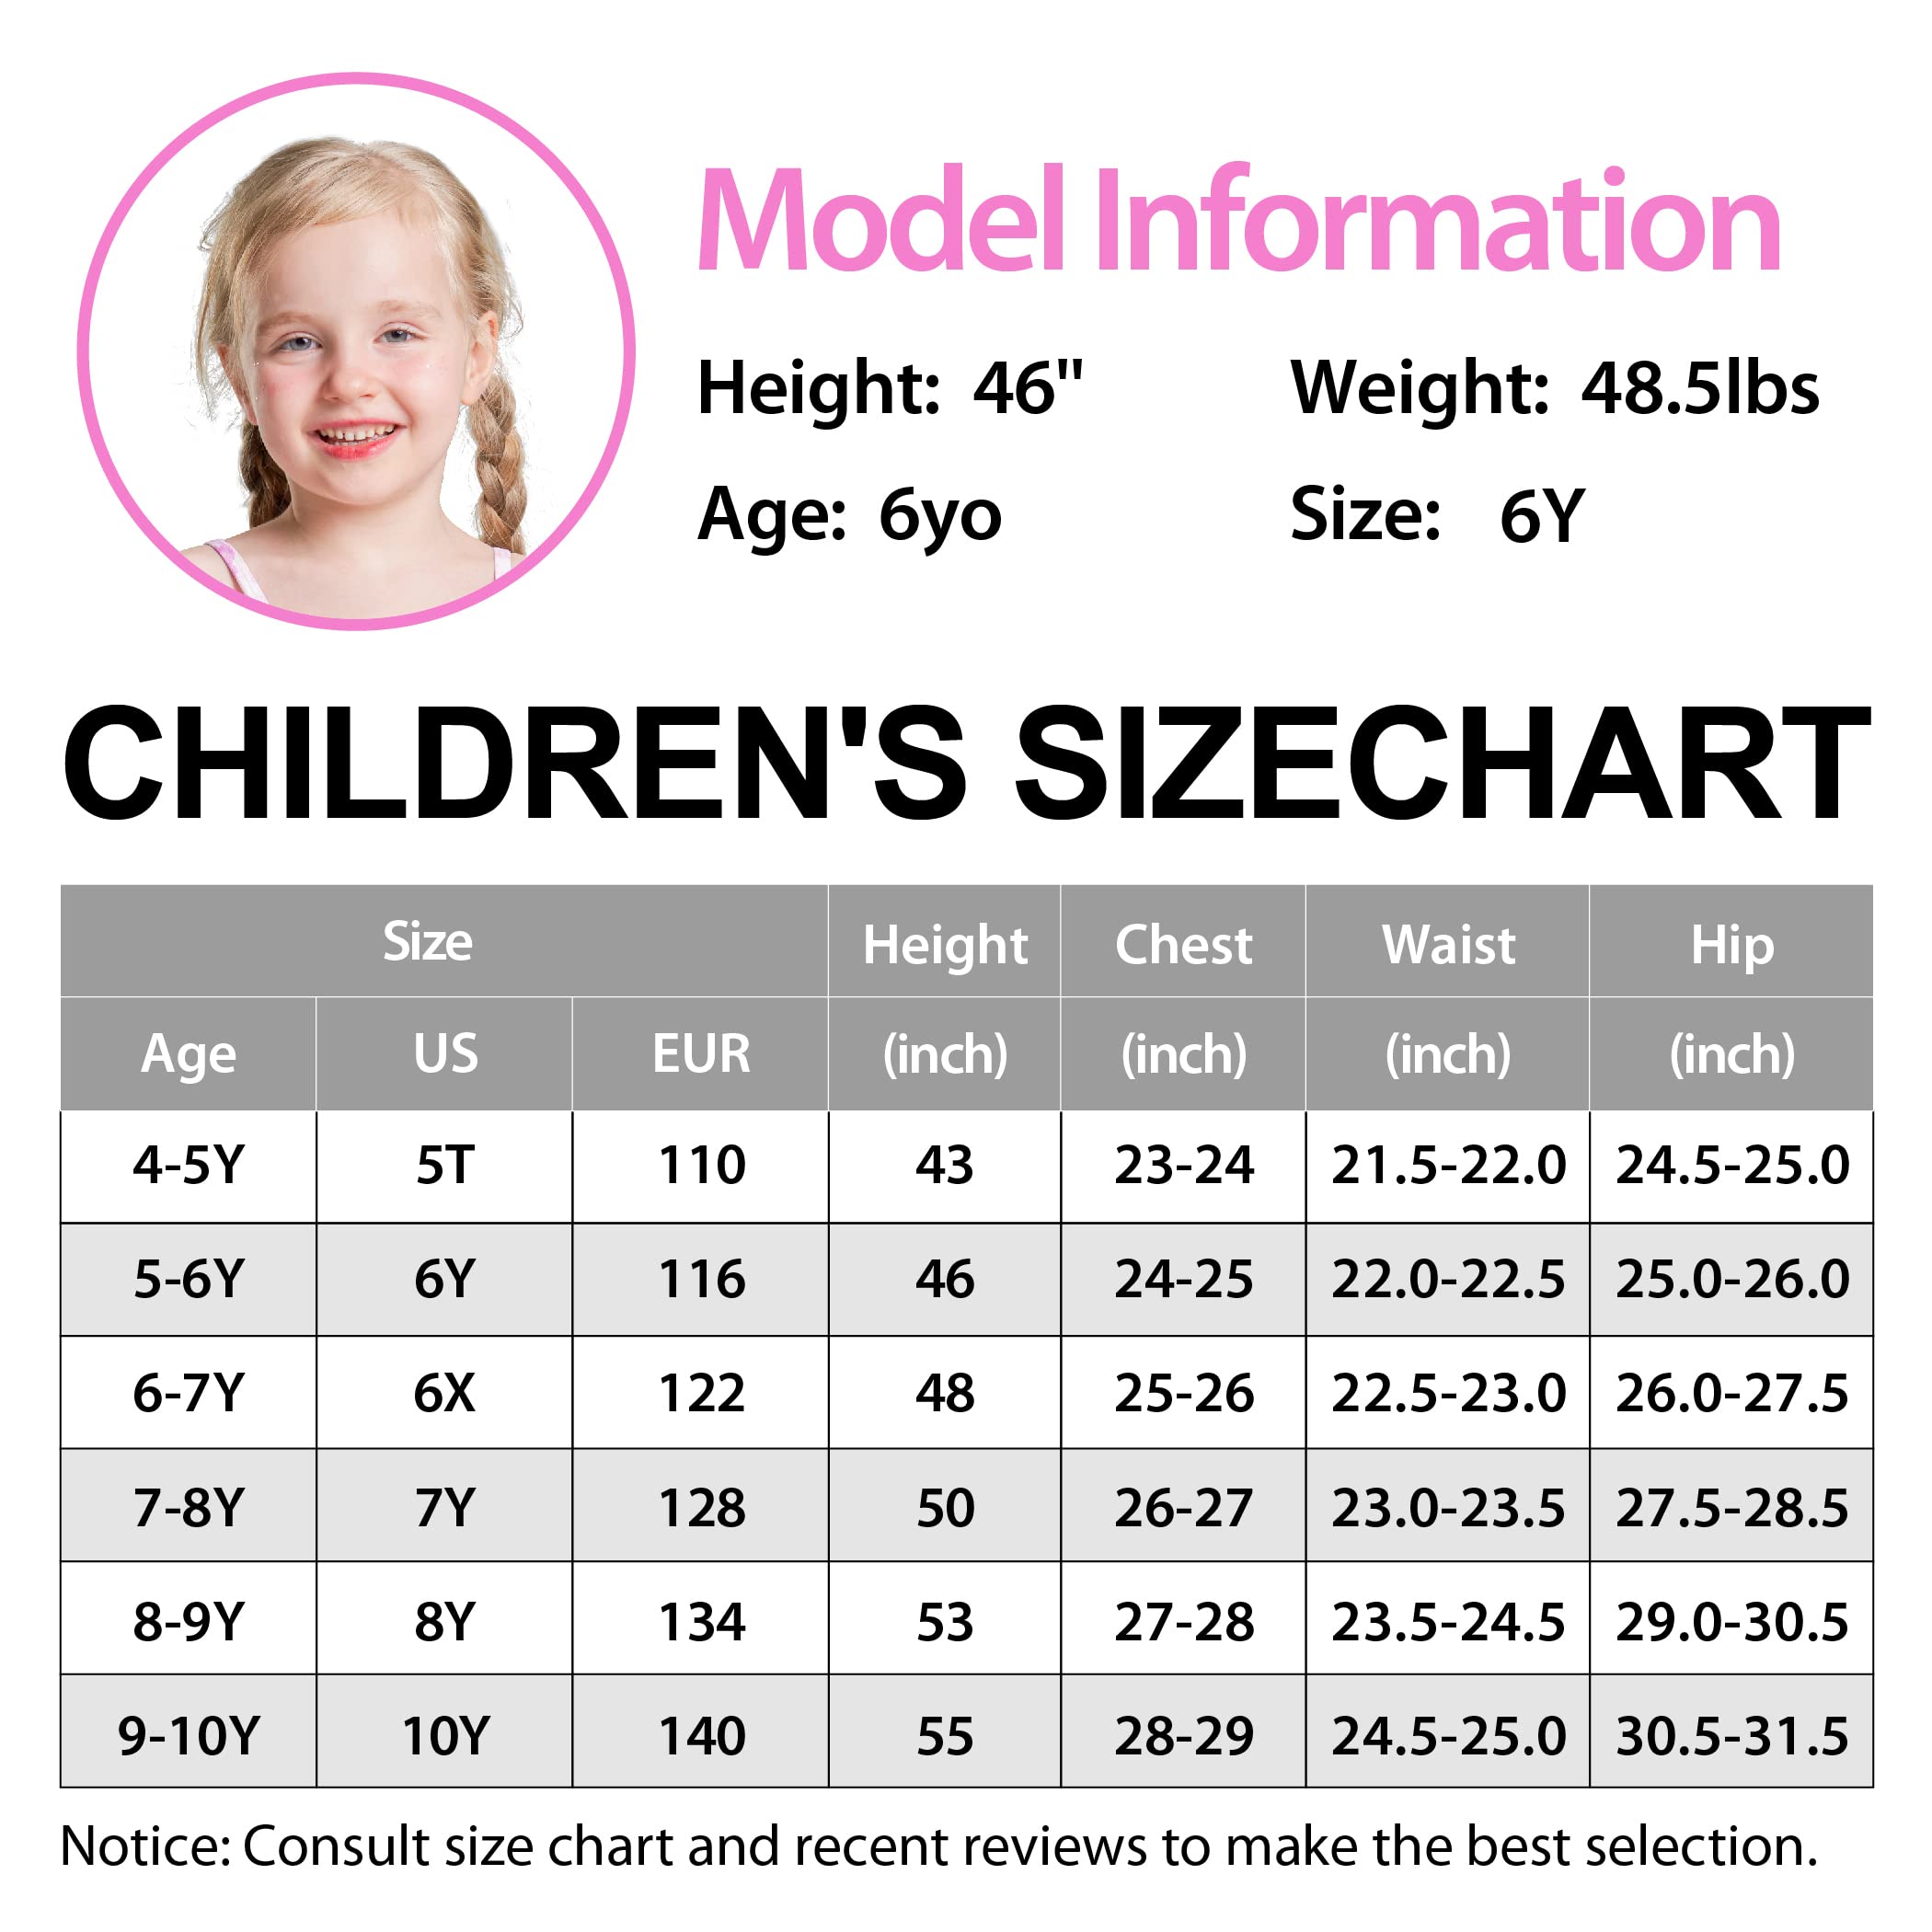 Model Information
Height: 46" Weight: 48.5lbs
Age: 6yo Size: 6Y
CHILDREN'S SIZECHART
Size Height Chest Waist Hip
Age US EUR (inch) (inch) (inch) (inch)
4-5Y 5T 110 43 23-24 21.5-22.0 24.5-25.0
5-6Y 6Y 116 46 24-25 22.0-22.5 25.0-26.0
6-7Y 6X 122 48 25-26 22.5-23.0 26.0-27.5
7-8Y 7Y 128 50 26-27 23.0-23.5 27.5-28.5
8-9Y 8Y 134 53 27-28 23.5-24.5 29.0-30.5
9-10Y 10Y 140 55 28-29 24.5-25.0 30.5-31.5
Notice: Consult size chart and recent reviews to make the best selection.